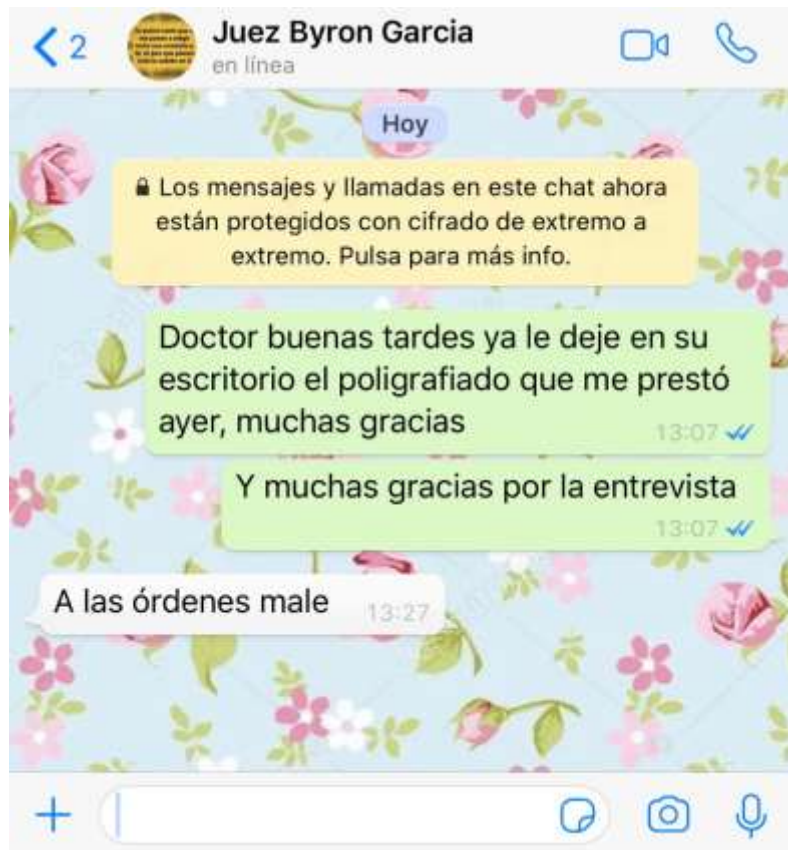 2
Juez Byron Garcia
en línea
Hoy
Los mensajes y llamadas en este chat ahora
están protegidos con cifrado de extremo a
extremo. Pulsa para más info.
Doctor buenas tardes ya le deje en su
escritorio el poligrafiado que me prestó
ayer, muchas gracias
13:07
Y muchas gracias por la entrevista
13:07
A las órdenes male
13:27